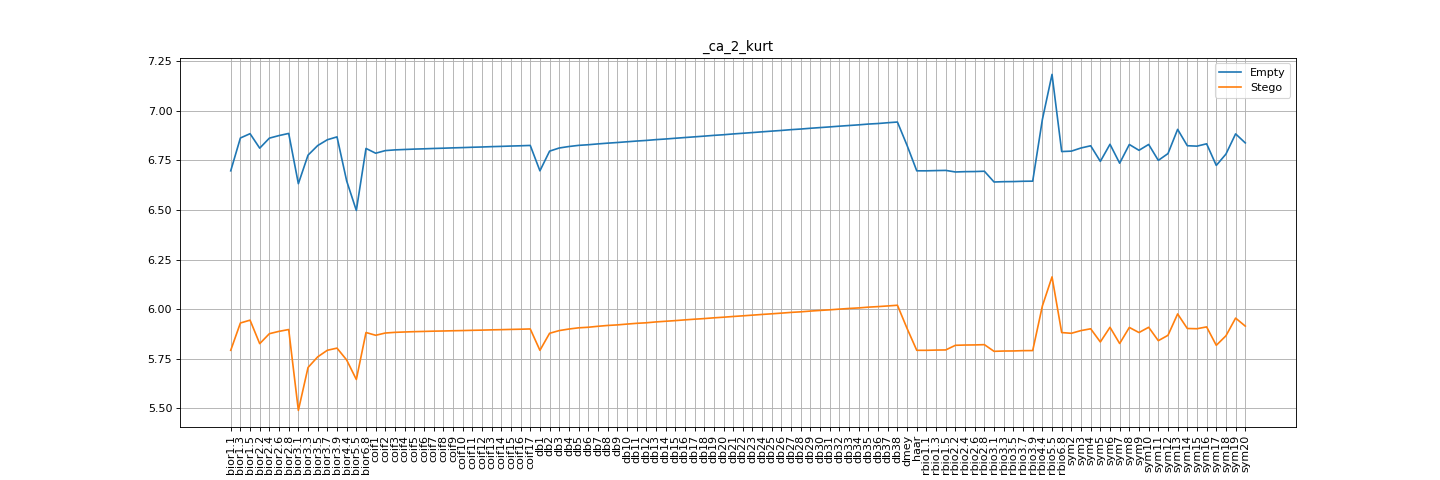 _ca_2_kurt
7.25
7.00
6.75
6.50
6.25
6.00
5.75
5.50
Empty
Stego
bior1.1
bior1.3
bior1.5
bior2.2
bior2.4
bior2.6
bior2.8
bior3.1
bior3.3
bior3.5
bior3.7
bior3.9
bior4.4
bior5.5
bior6.8
coif1
coif2
coif3
coif4
coif5
coif6
coif7
coif8
coif9
coif10
coif11
coif12
coif13
coif14
coif15
coif16
coif17
db1
db2
db3
db4
db5
db6
db7
db8
db9
db10
db11
db12
db13
db14
db15
db16
db17
db18
db19
db20
db21
db22
db23
db24
db25
db26
db27
db28
db29
db30
db31
db32
db33
db34
db35
db36
db37
db38
dmey
haar
rbio1.1
rbio1.3
rbio1.5
rbio2.2
rbio2.4
rbio2.6
rbio2.8
rbio3.1
rbio3.3
rbio3.5
rbio3.7
rbio3.9
rbio4.4
rbio5.5
rbio6.8
sym2
sym3
sym4
sym5
sym6
sym7
sym8
sym9
sym10
sym11
sym12
sym13
sym14
sym15
sym16
sym17
sym18
sym19
sym20